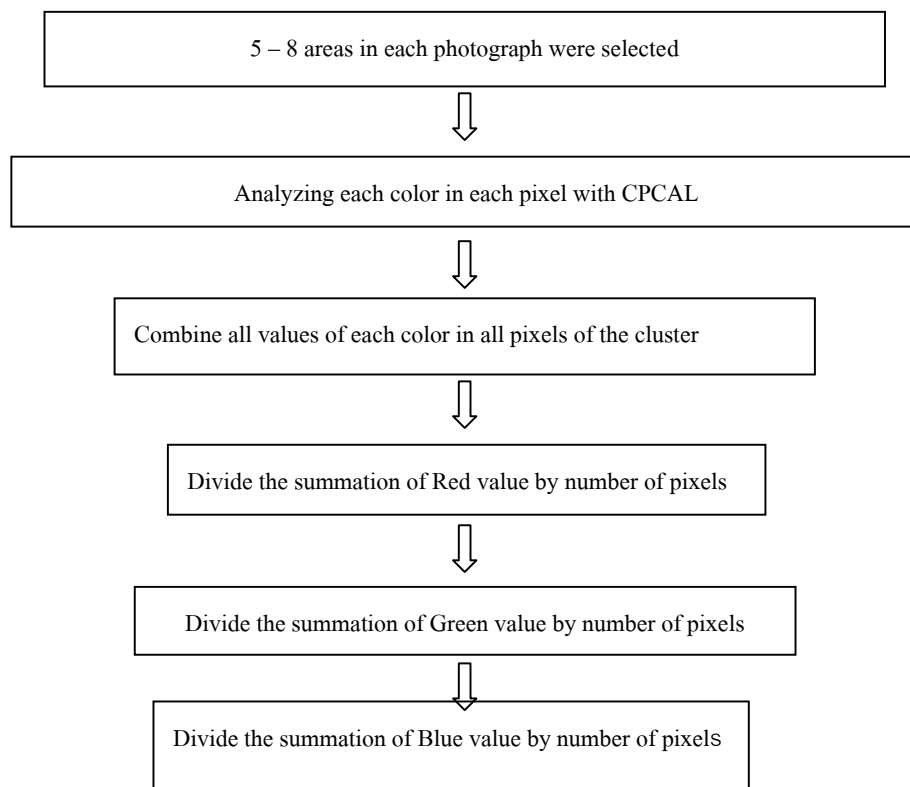 5 – 8 areas in each photograph were selected
Analyzing each color in each pixel with CPCAL
Combine all values of each color in all pixels of the cluster
Divide the summation of Red value by number of pixels
Divide the summation of Green value by number of pixels
Divide the summation of Blue value by number of pixels